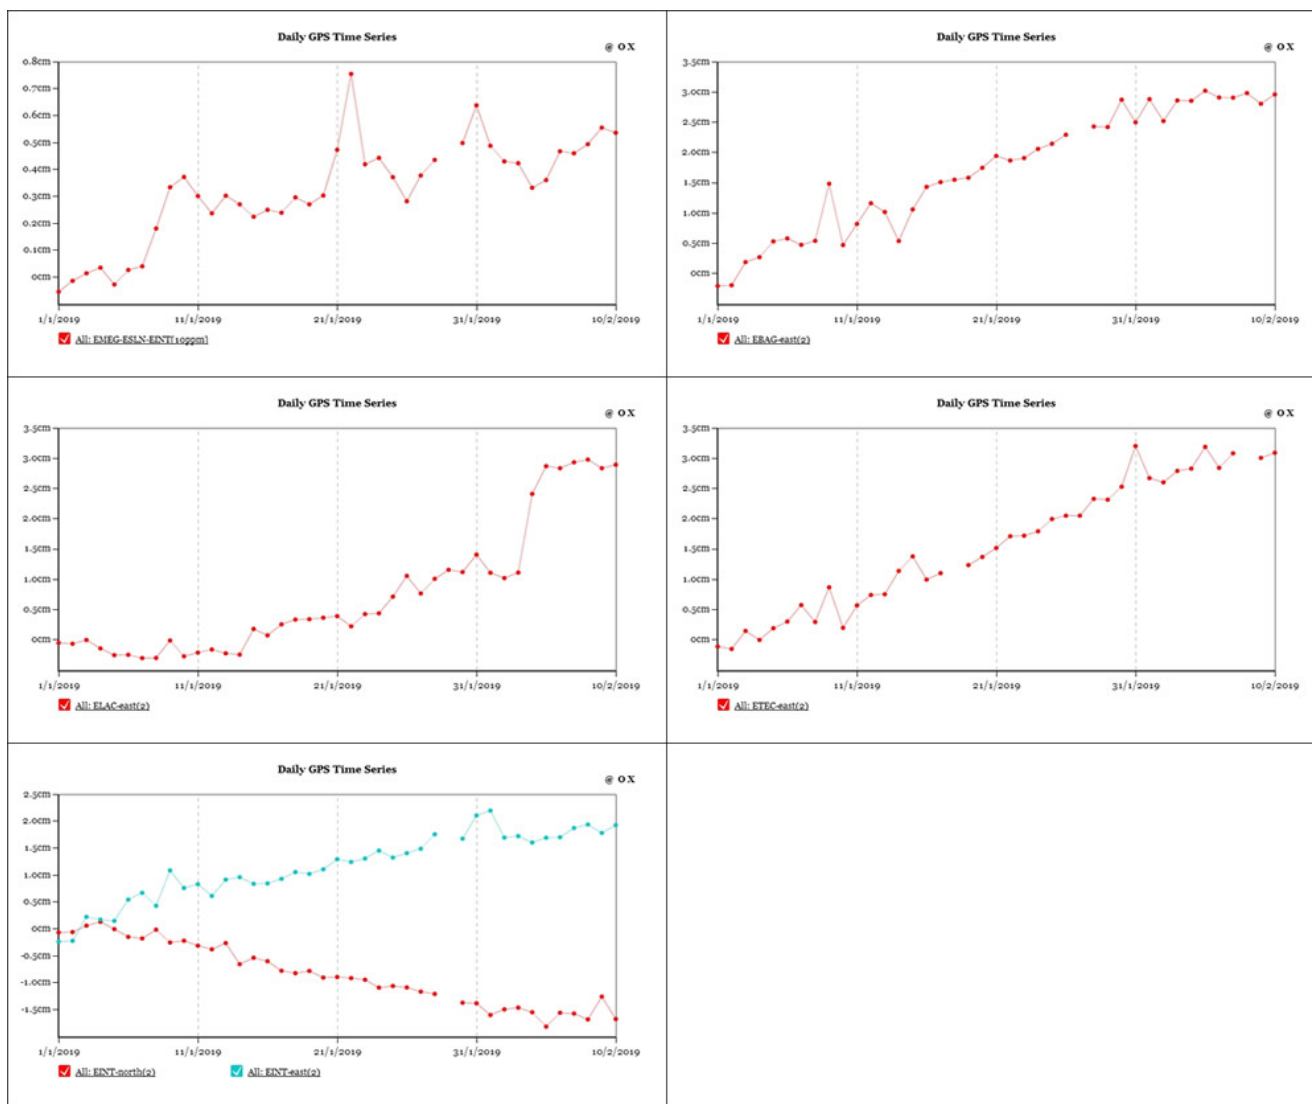 Daily GPS Time Series
@ O X
0.8cm
0.7cm
0.6cm
0.5cm
0.4cm
0.3cm
0.2cm
0.1cm
0cm
1/1/2019 11/1/2019 21/1/2019 31/1/2019 10/2/2019
All: EMEG-ESLN-EINT[10ppm]
Daily GPS Time Series
@ O X
3.5cm
3.0cm
2.5cm
2.0cm
1.5cm
1.0cm
0.5cm
0cm
1/1/2019 11/1/2019 21/1/2019 31/1/2019 10/2/2019
All: EBAG-east(2)
Daily GPS Time Series
@ O X
3.5cm
3.0cm
2.5cm
2.0cm
1.5cm
1.0cm
0.5cm
0cm
1/1/2019 11/1/2019 21/1/2019 31/1/2019 10/2/2019
All: ELAC-east(2)
Daily GPS Time Series
@ O X
3.5cm
3.0cm
2.5cm
2.0cm
1.5cm
1.0cm
0.5cm
0cm
1/1/2019 11/1/2019 21/1/2019 31/1/2019 10/2/2019
All: ETEC-east(2)
Daily GPS Time Series
@ O X
2.5cm
2.0cm
1.5cm
1.0cm
0.5cm
0cm
-0.5cm
-1.0cm
-1.5cm
1/1/2019 11/1/2019 21/1/2019 31/1/2019 10/2/2019
All: EINT-north(2) All: EINT-east(2)